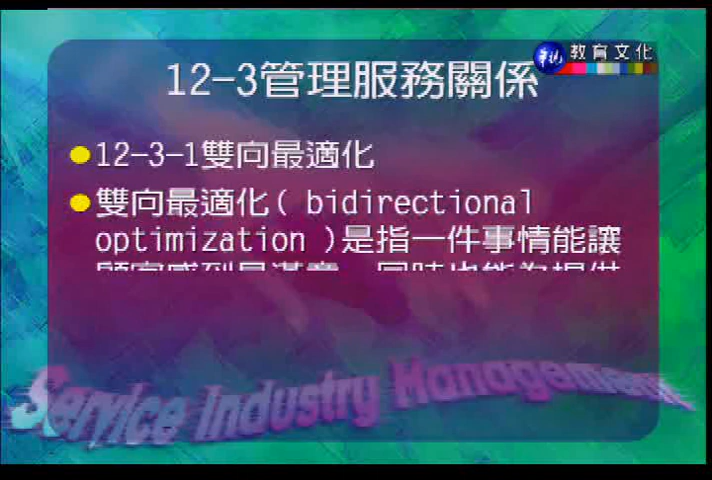 華視 教育文化
12-3管理服務關係
●12-3-1雙向最適化
●雙向最適化( bidirectional
optimization )是指一件事情能讓
Service Industry Management